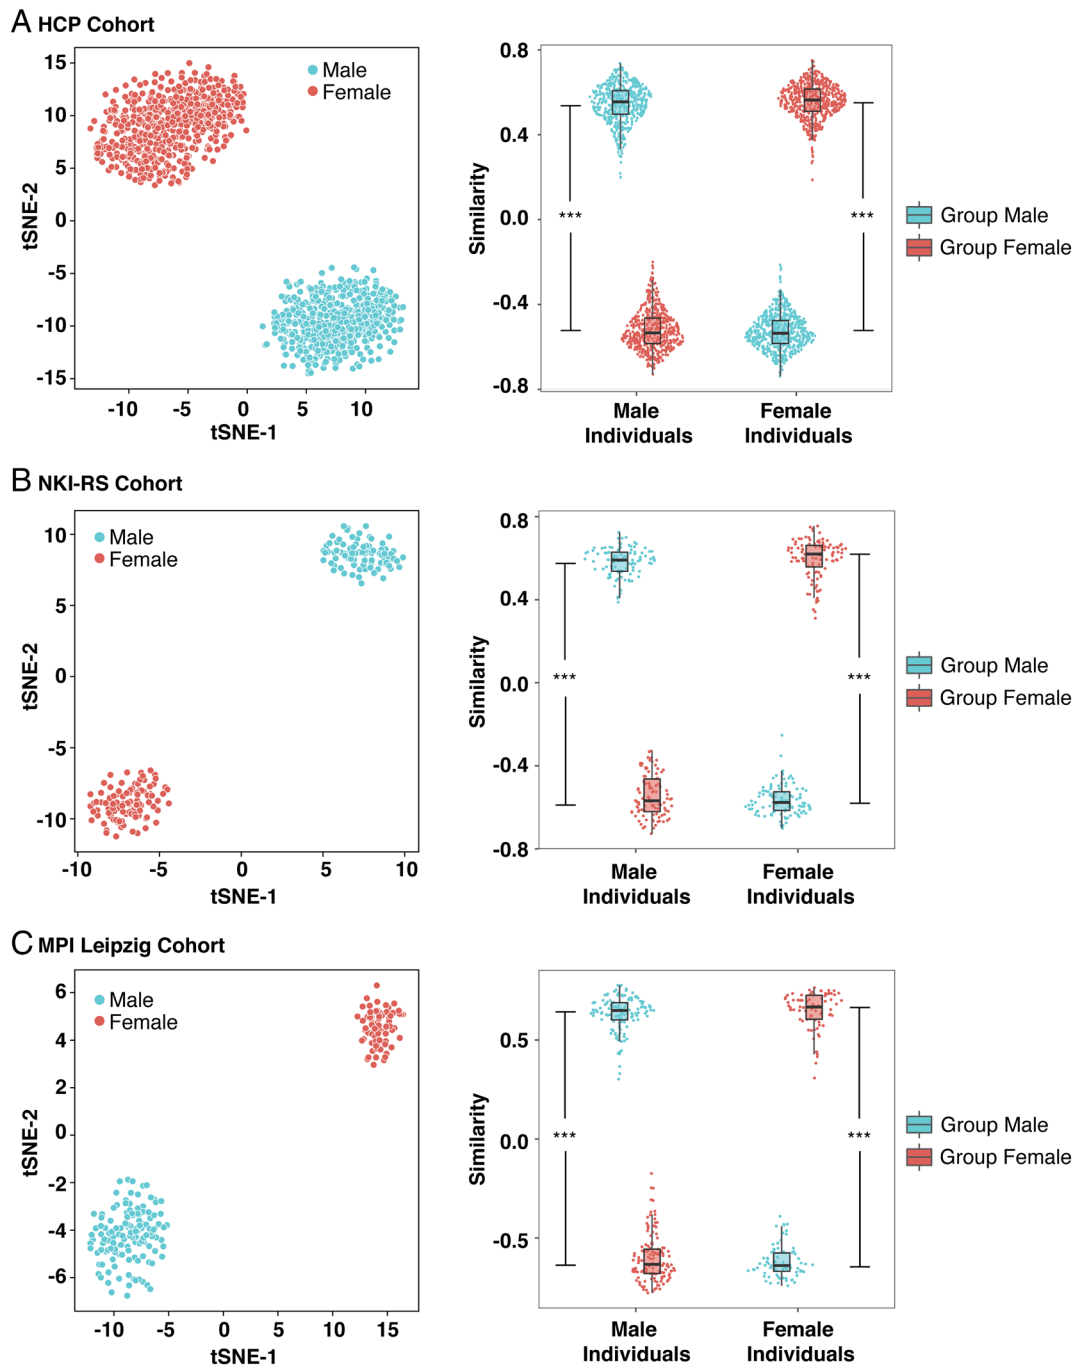 A HCP Cohort
Male
Female
15
10
5
0
-5
-10
-15
tSNE-2
-10 -5 0 5 10
tSNE-1
0.8
0.4
0.0
-0.4
-0.8
Similarity
***
***
Male Individuals
Female Individuals
Group Male
Group Female
B NKI-RS Cohort
Male
Female
10
5
0
-5
-10
tSNE-2
-10 -5 0 5 10
tSNE-1
0.8
0.4
0.0
-0.4
-0.8
Similarity
***
***
Male Individuals
Female Individuals
Group Male
Group Female
C MPI Leipzig Cohort
Male
Female
6
4
2
0
-2
-4
-6
tSNE-2
-10 -5 0 5 10 15
tSNE-1
0.5
0.0
-0.5
Similarity
***
***
Male Individuals
Female Individuals
Group Male
Group Female